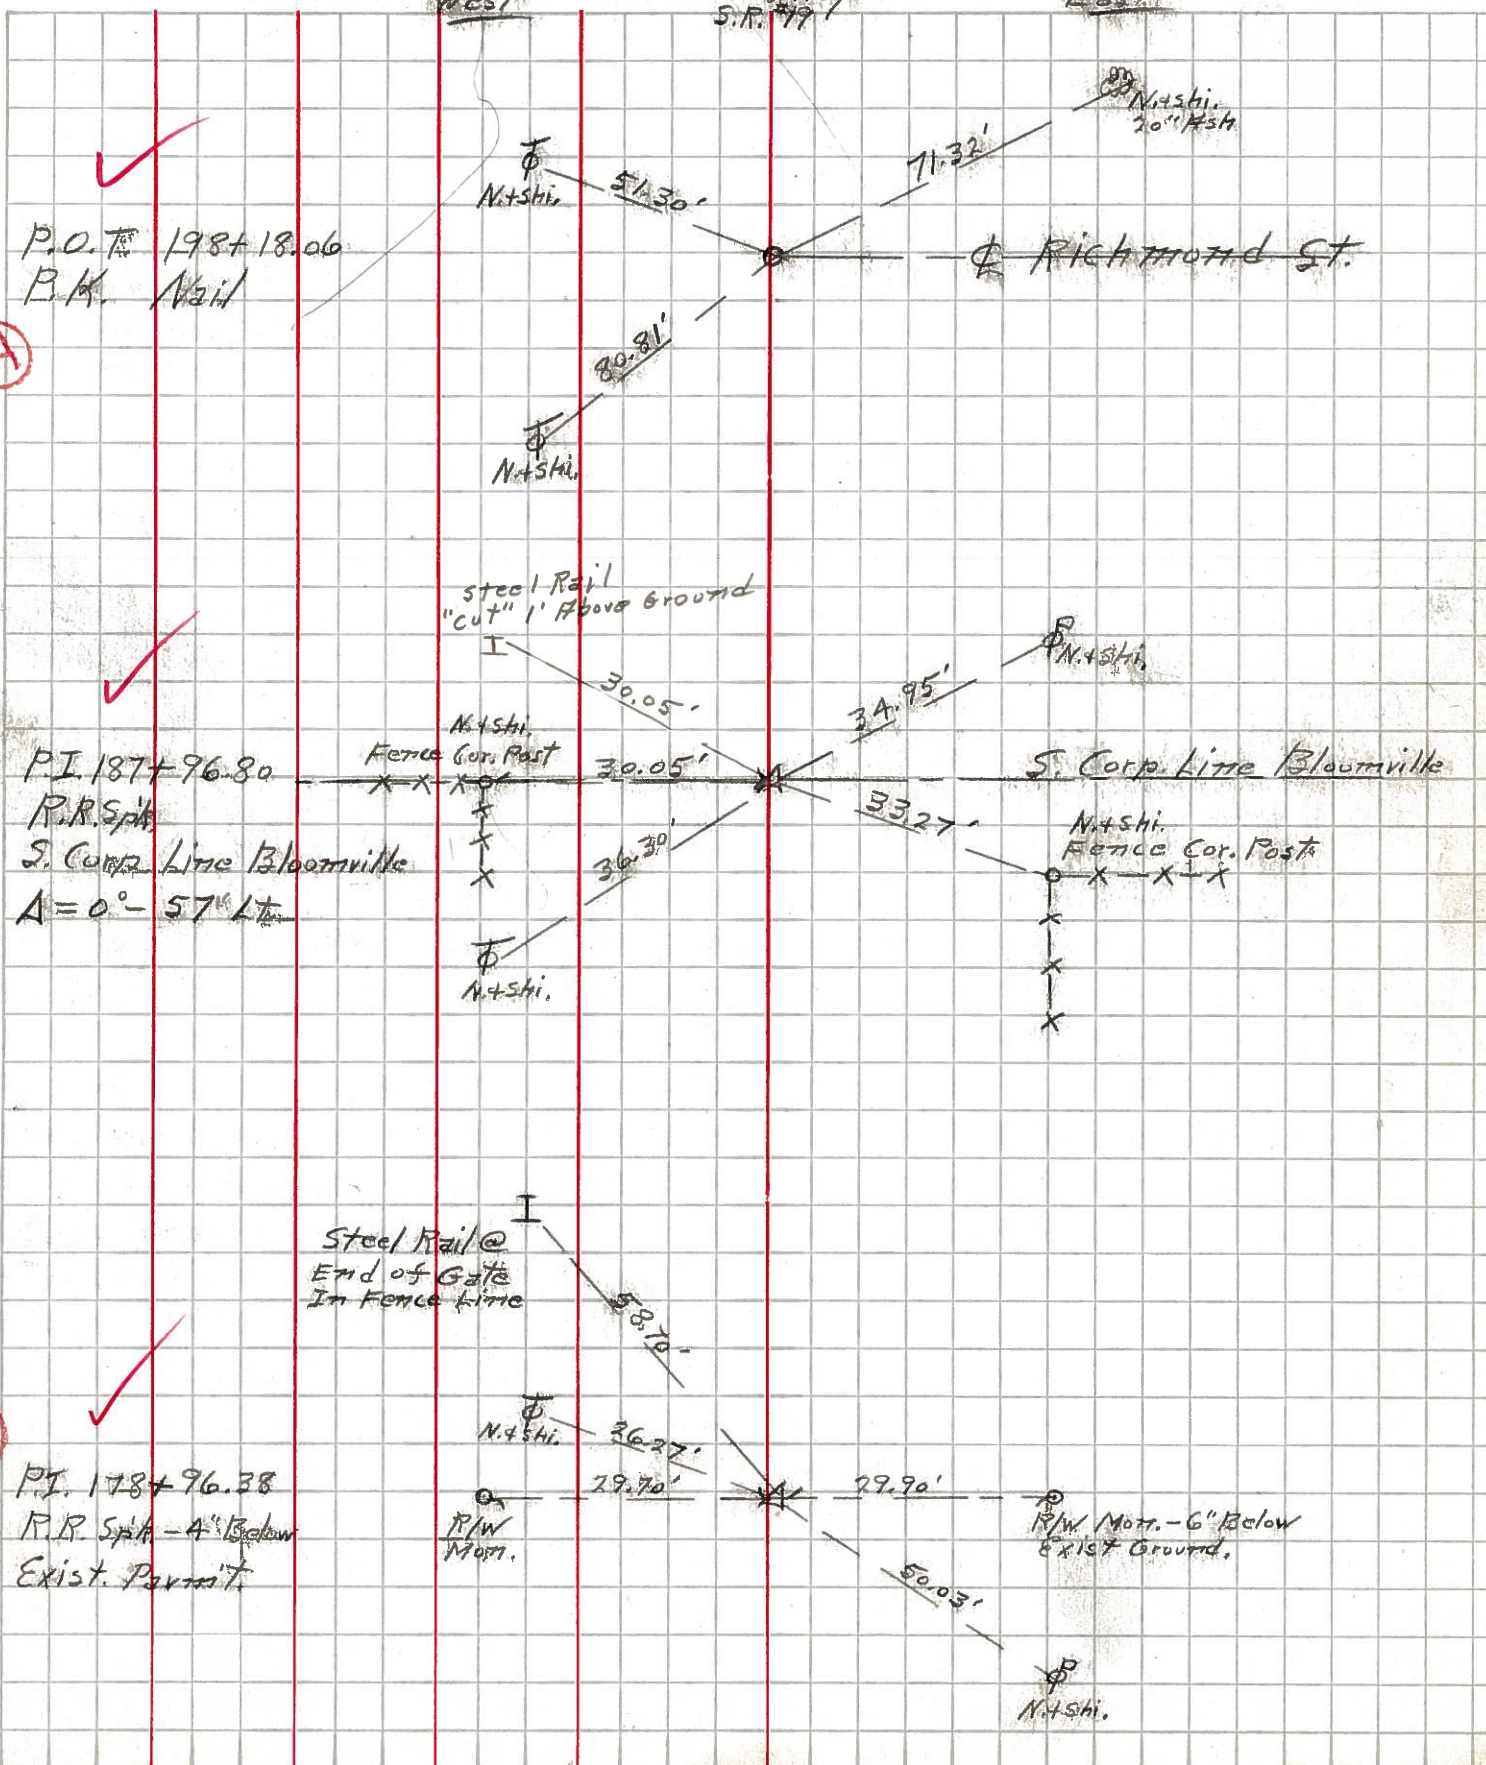 West
S.R. #19
East
N.+shi.
20" Ash
71.32'
N.+shi.
51.30'
P.O.T. 198+18.06
P.K. Nail
℄ Richmond St.
A
80.81'
N.+shi.
Steel Rail
"cut" 1' Above Ground
I
30.05'
34.95'
P
N.+shi.
N.+shi.
Fence Cor. Post
30.05'
S. Corp. Line Bloomville
P.I. 187+96.80
R.R. Spk
S. Corp Line Bloomville
Δ = 0°- 57' Lt.
33.27'
N.+shi.
Fence Cor. Post
36.30'
N.+shi.
I
Steel Rail @
End of Gate
In Fence Line
58.70'
N.+shi.
36.27'
P.I. 178+96.38
R.R. Spk - 4" Below
Exist. Pavm't.
29.70'
29.90'
R/W
Mon.
R/W Mon. - 6" Below
Exist Ground.
50.03'
P
N.+shi.